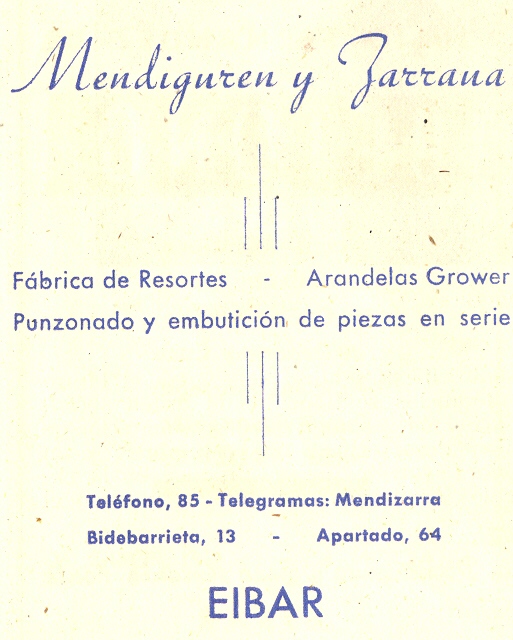 Mendiguren y Zarraua
Fábrica de Resortes - Arandelas Grower
Punzonado y embutición de piezas en serie
Teléfono, 85 - Telegramas: Mendizarra
Bidebarrieta, 13 - Apartado, 64
EIBAR